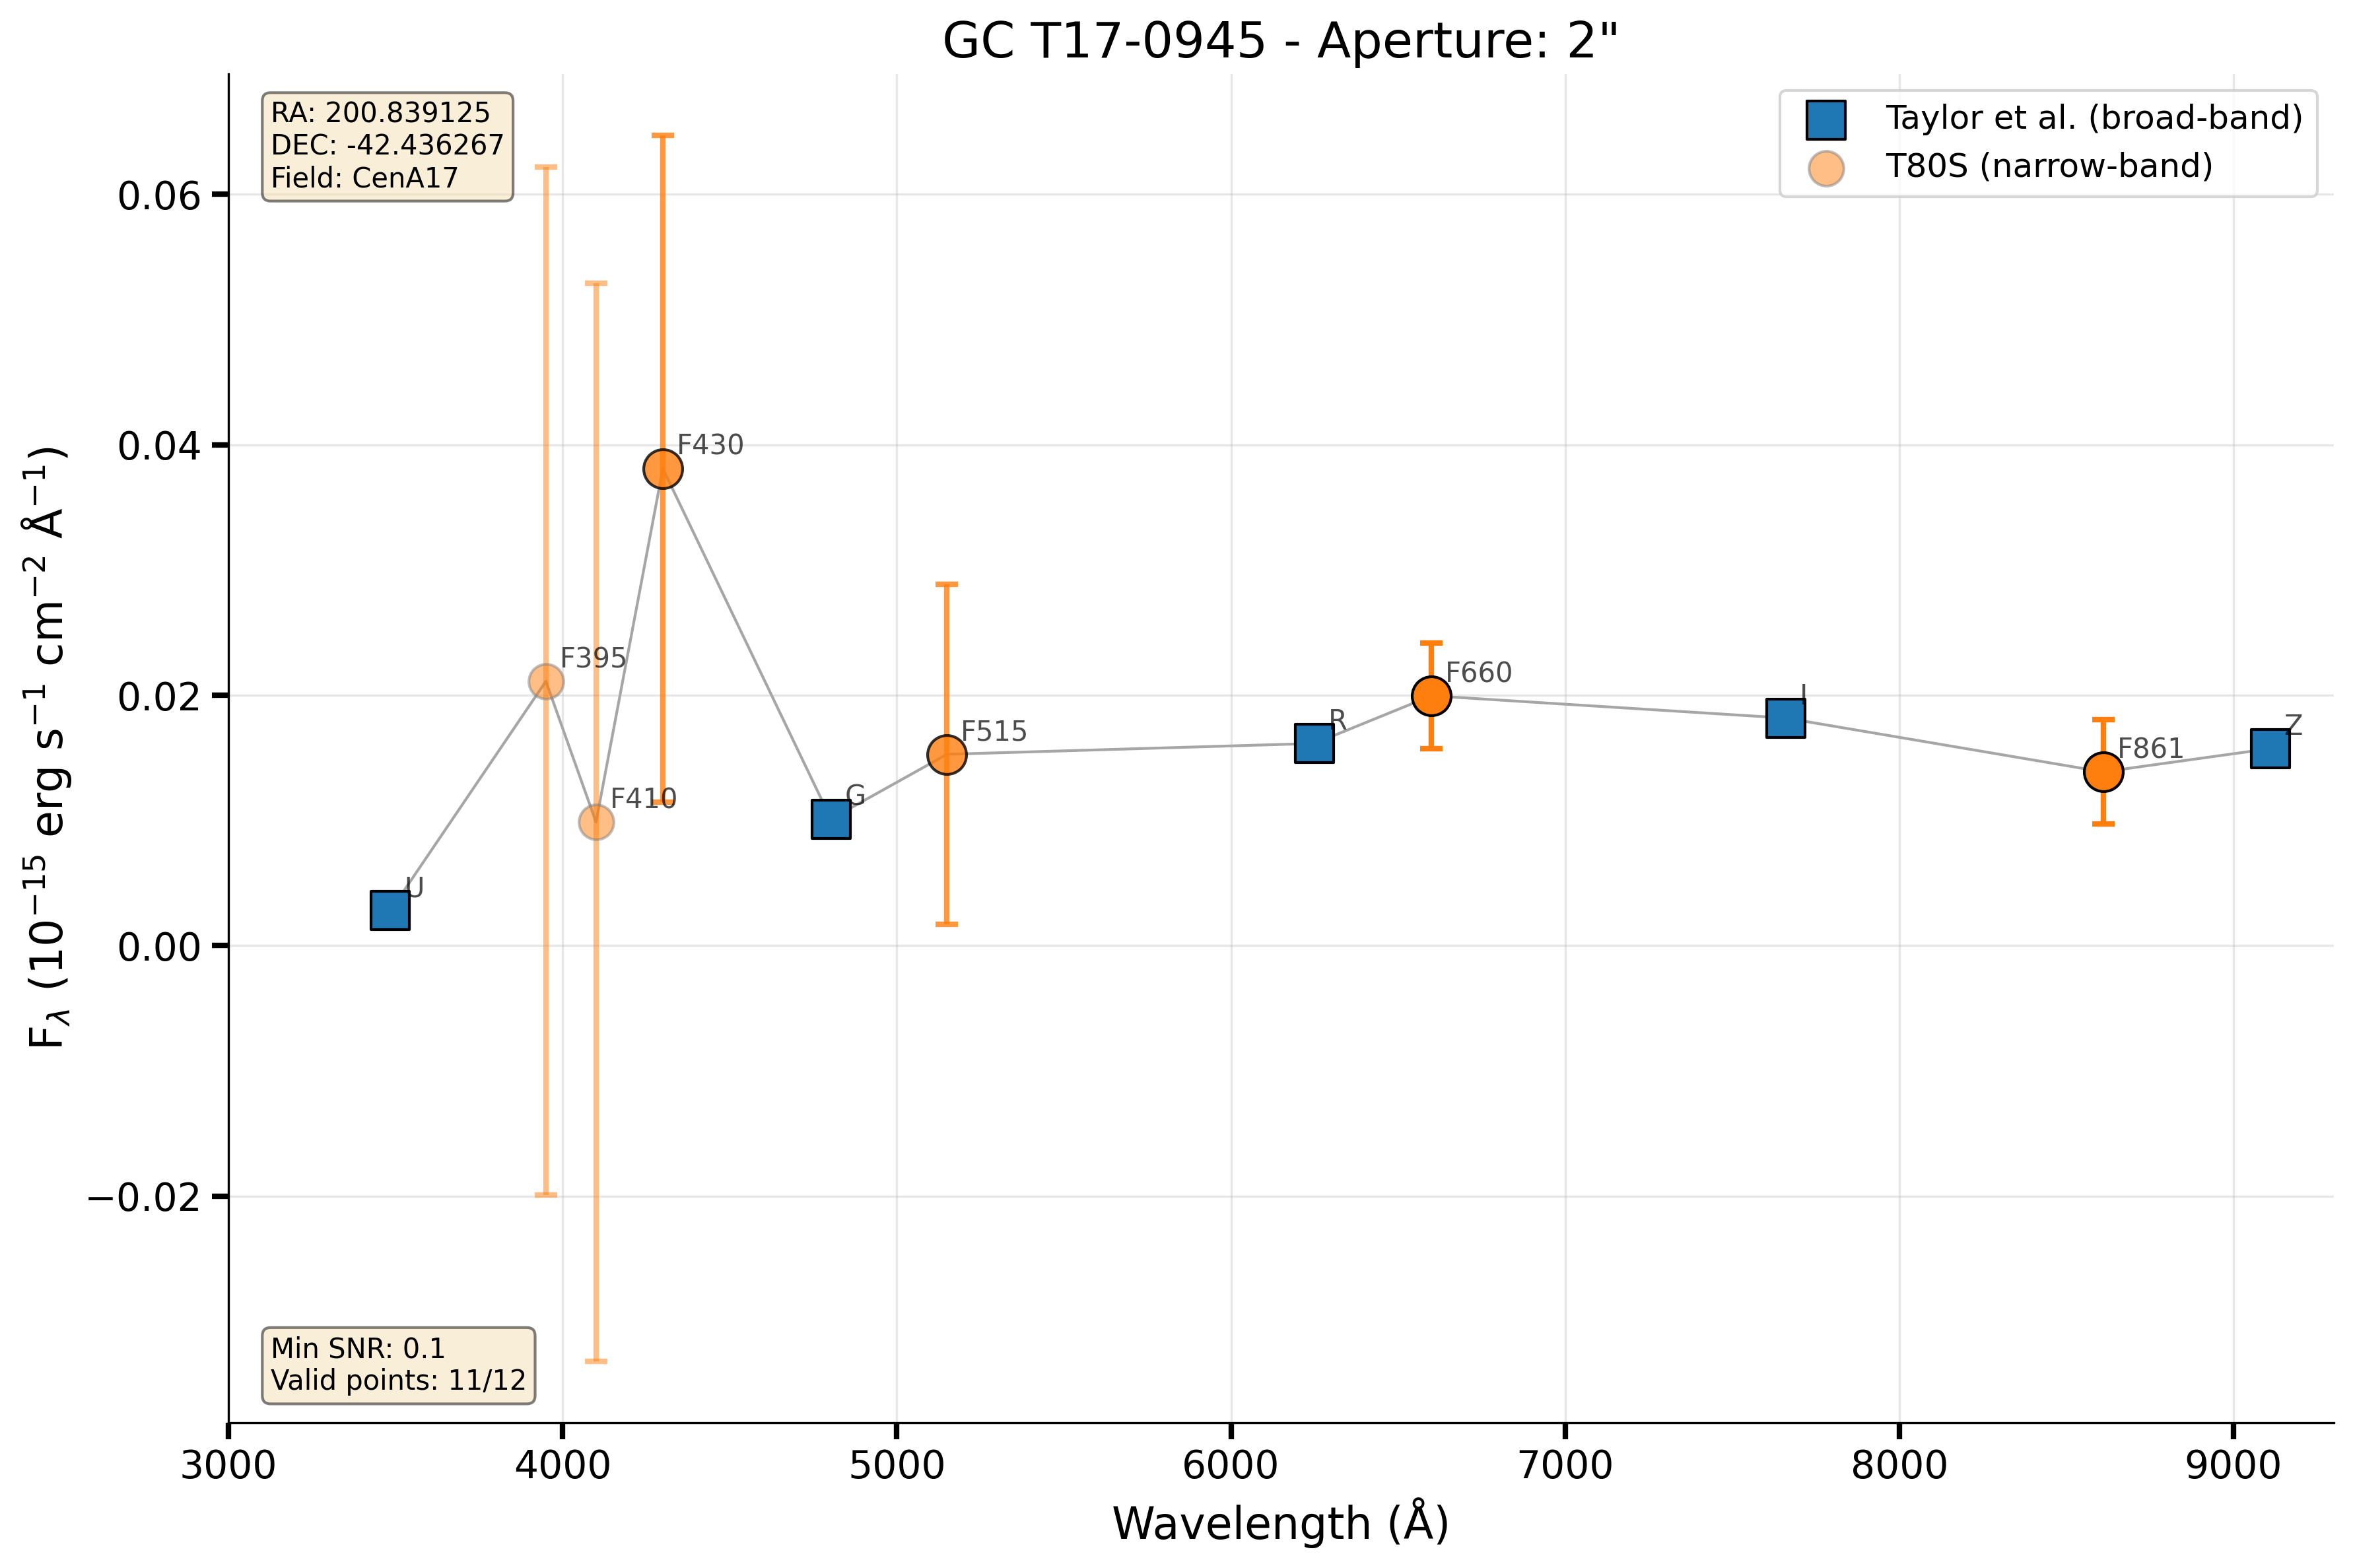 GC T17-0945 - Aperture: 2"
RA: 200.839125
DEC: -42.436267
Field: CenA17
Taylor et al. (broad-band)
T80S (narrow-band)
F_λ (10⁻¹⁵ erg s⁻¹ cm⁻² Å⁻¹)
0.06
0.04
0.02
0.00
−0.02
U
F395
F410
F430
G
F515
R
F660
I
F861
Z
Min SNR: 0.1
Valid points: 11/12
3000 4000 5000 6000 7000 8000 9000
Wavelength (Å)